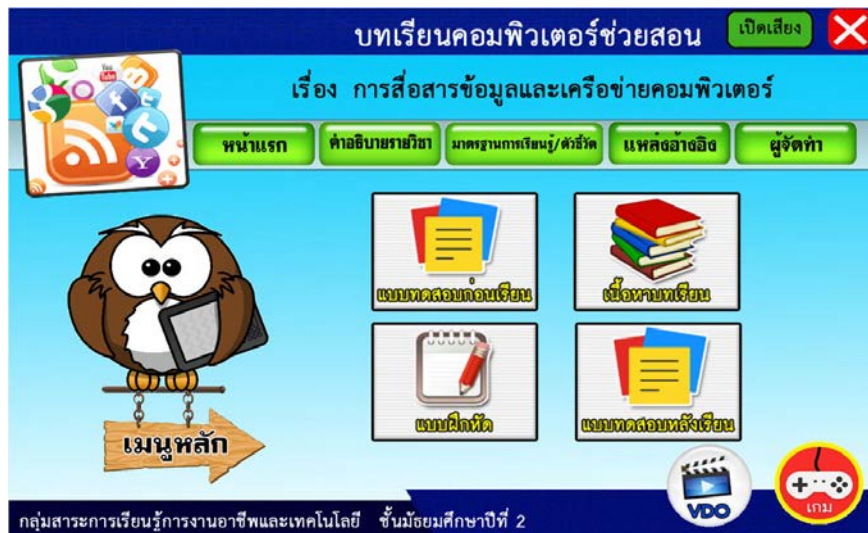 บทเรียนคอมพิวเตอร์ช่วยสอน
เปิดเสียง
เรื่อง การสื่อสารข้อมูลและเครือข่ายคอมพิวเตอร์
You
Tube
หน้าแรก
คำอธิบายรายวิชา
มาตรฐานการเรียนรู้/ตัวชี้วัด
แหล่งอ้างอิง
ผู้จัดทำ
แบบทดสอบก่อนเรียน
เนื้อหาบทเรียน
แบบฝึกหัด
แบบทดสอบหลังเรียน
เมนูหลัก
VDO
เกม
กลุ่มสาระการเรียนรู้การงานอาชีพและเทคโนโลยี ชั้นมัธยมศึกษาปีที่ 2